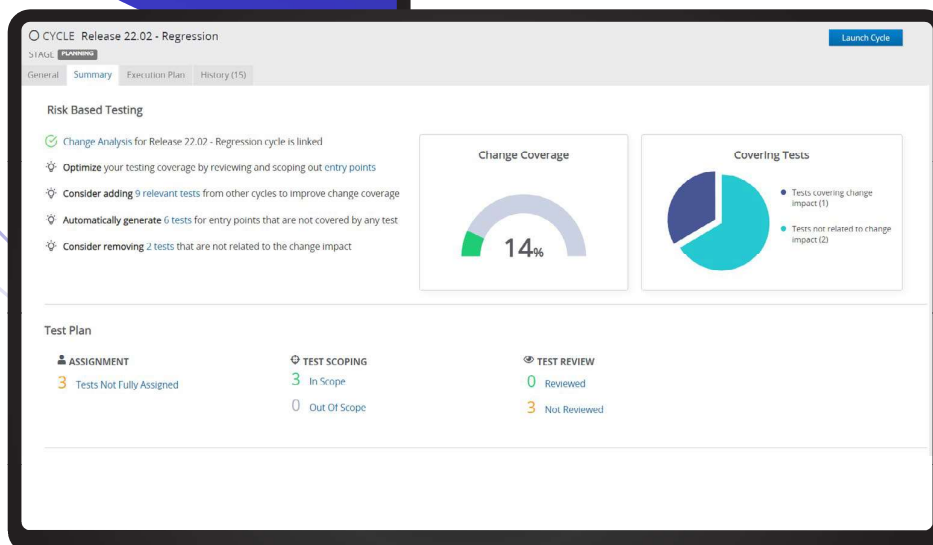 CYCLE Release 22.02 - Regression
Launch Cycle
STAGE PLANNING
General Summary Execution Plan History (15)
Risk Based Testing
Change Analysis for Release 22.02 - Regression cycle is linked
Optimize your testing coverage by reviewing and scoping out entry points
Consider adding 9 relevant tests from other cycles to improve change coverage
Automatically generate 6 tests for entry points that are not covered by any test
Consider removing 2 tests that are not related to the change impact
Change Coverage
14%
Covering Tests
Tests covering change
impact (1)
Tests not related to change
impact (2)
Test Plan
ASSIGNMENT
3 Tests Not Fully Assigned
TEST SCOPING
3 In Scope
0 Out Of Scope
TEST REVIEW
0 Reviewed
3 Not Reviewed